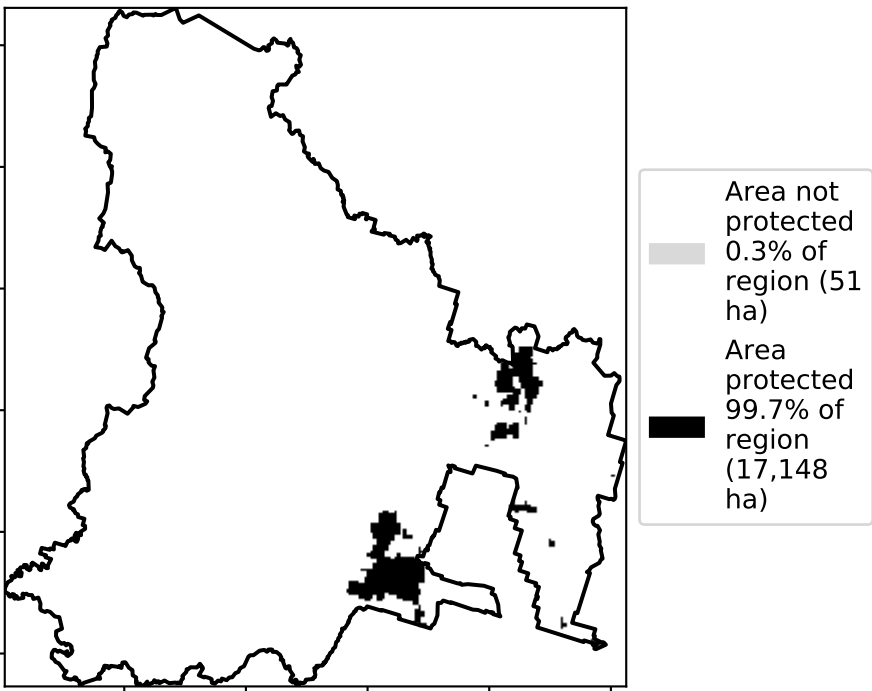 Area not
protected
0.3% of
region (51
ha)
Area
protected
99.7% of
region
(17,148
ha)